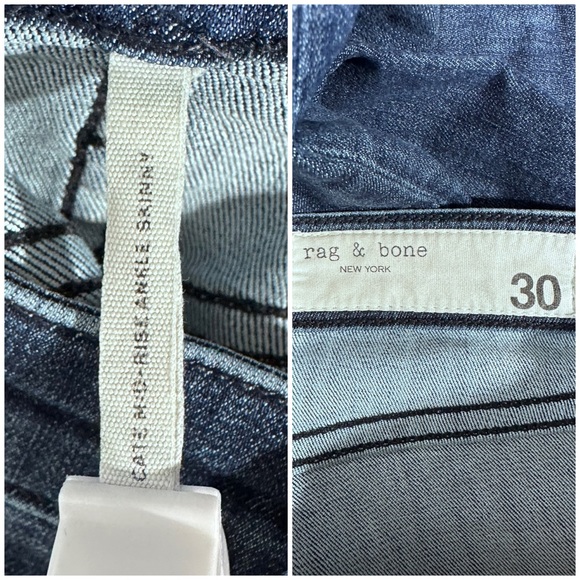 CATE MID-RISE ANKLE SKINNY
rag & bone
NEW YORK
30